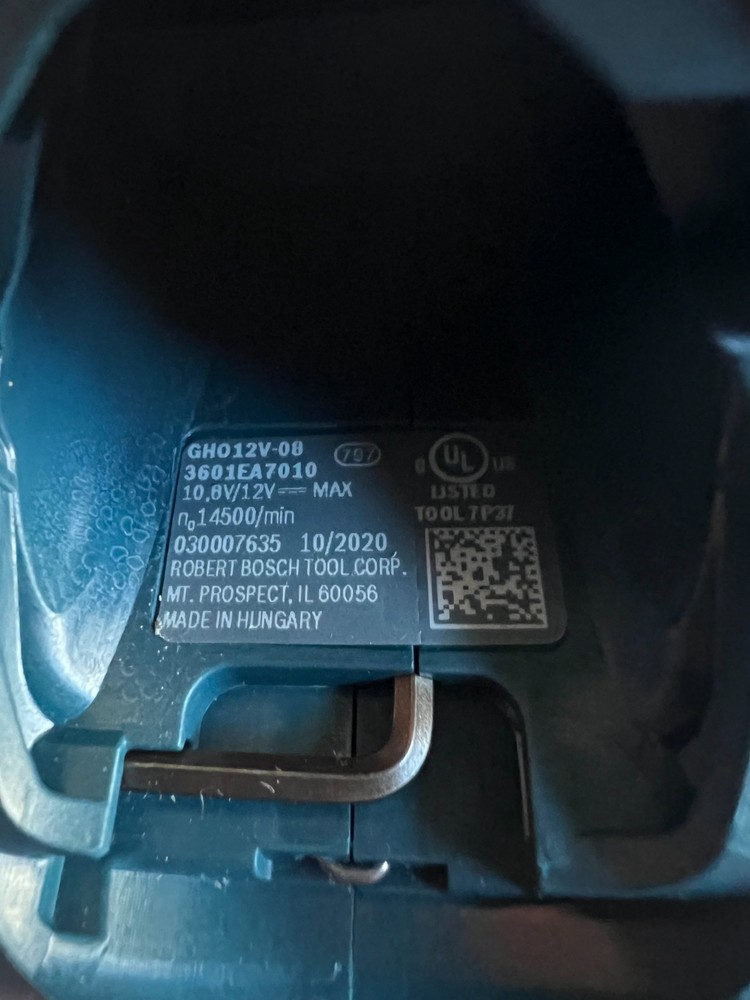 GHO12V-08 797
3601EA7010
10,8V/12V MAX
n₀14500/min
030007635 10/2020
ROBERT BOSCH TOOL CORP.
MT. PROSPECT, IL 60056
MADE IN HUNGARY
UL
US
LISTED
TOOL 7P37